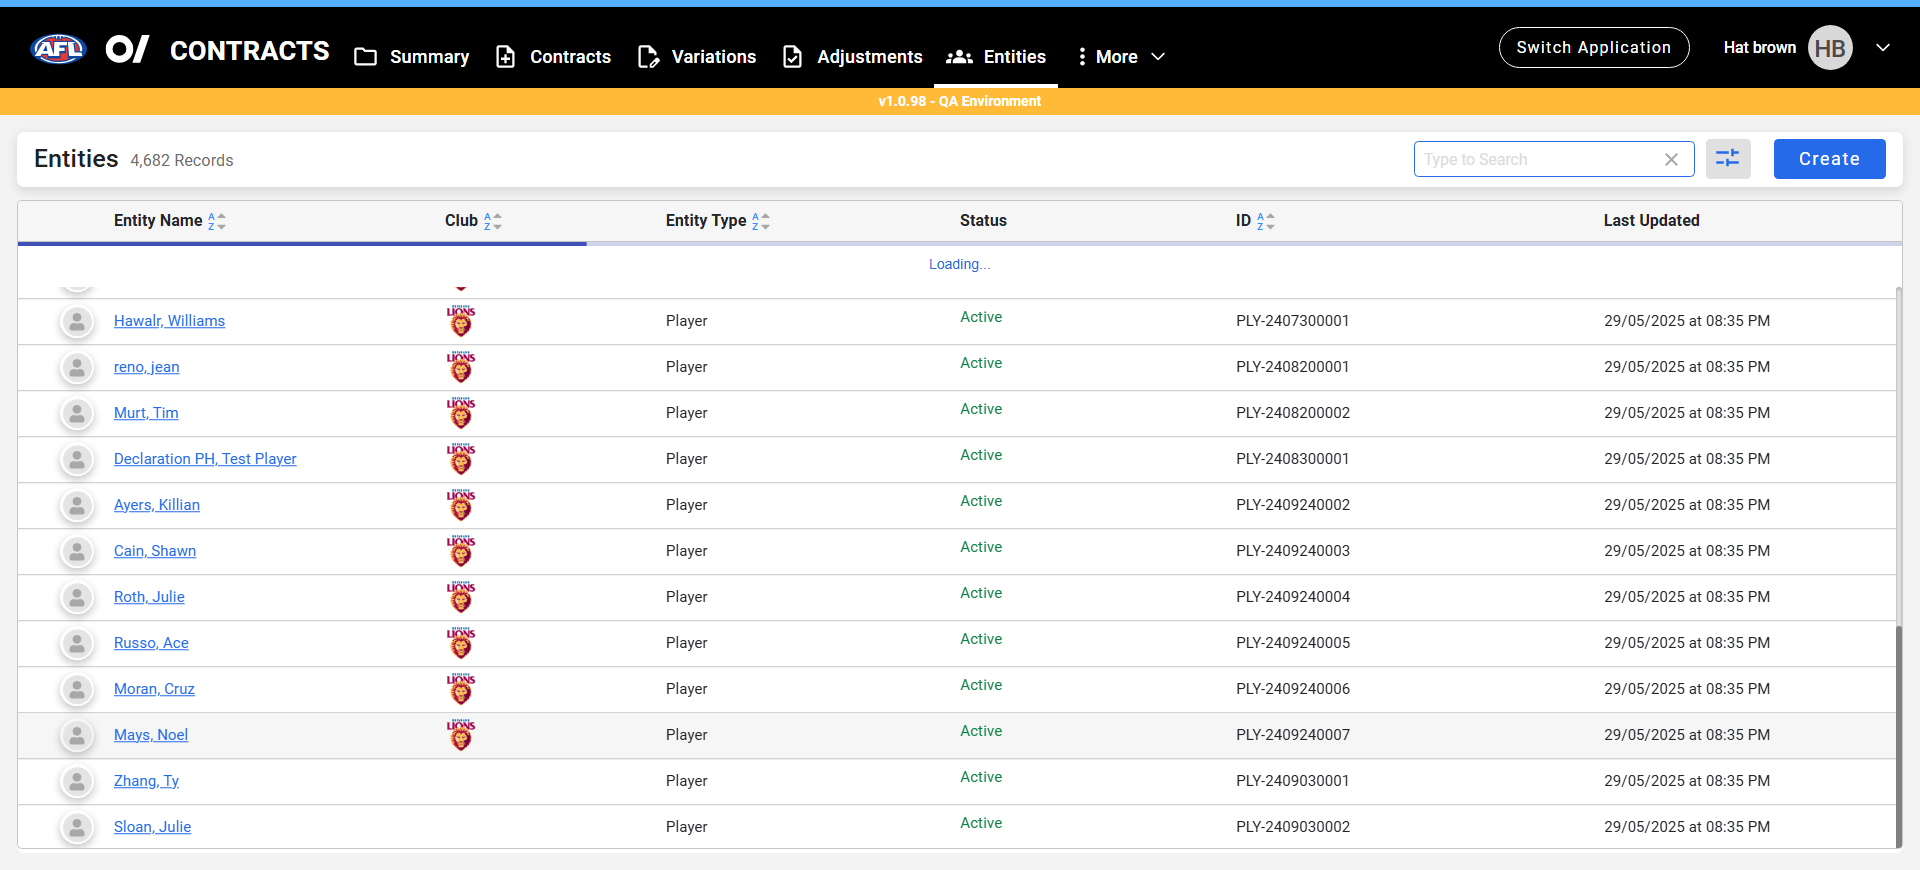 AFL CONTRACTS Summary Contracts Variations Adjustments Entities More Switch Application Hat brown HB
v1.0.98 - QA Environment
Entities 4,682 Records Type to Search Create
Entity Name AZ Club AZ Entity Type AZ Status ID AZ Last Updated
Loading...
Hawalr, Williams LIONS Player Active PLY-2407300001 29/05/2025 at 08:35 PM
reno, jean LIONS Player Active PLY-2408200001 29/05/2025 at 08:35 PM
Murt, Tim LIONS Player Active PLY-2408200002 29/05/2025 at 08:35 PM
Declaration PH, Test Player LIONS Player Active PLY-2408300001 29/05/2025 at 08:35 PM
Ayers, Killian LIONS Player Active PLY-2409240002 29/05/2025 at 08:35 PM
Cain, Shawn LIONS Player Active PLY-2409240003 29/05/2025 at 08:35 PM
Roth, Julie LIONS Player Active PLY-2409240004 29/05/2025 at 08:35 PM
Russo, Ace LIONS Player Active PLY-2409240005 29/05/2025 at 08:35 PM
Moran, Cruz LIONS Player Active PLY-2409240006 29/05/2025 at 08:35 PM
Mays, Noel LIONS Player Active PLY-2409240007 29/05/2025 at 08:35 PM
Zhang, Ty Player Active PLY-2409030001 29/05/2025 at 08:35 PM
Sloan, Julie Player Active PLY-2409030002 29/05/2025 at 08:35 PM